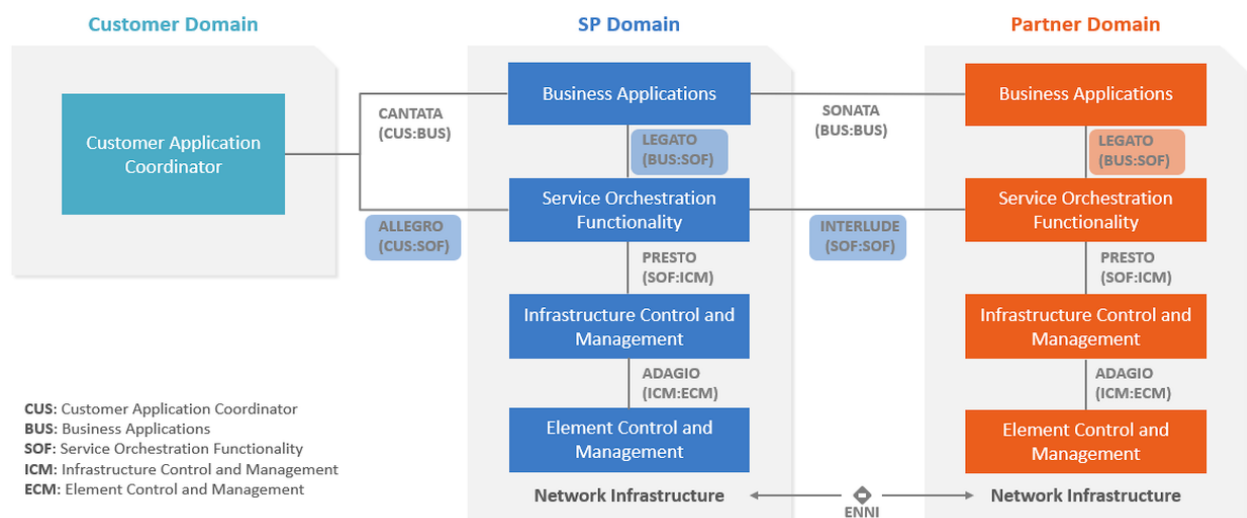 Customer Domain
SP Domain
Partner Domain
Customer Application
Coordinator
CANTATA
(CUS:BUS)
ALLEGRO
(CUS:SOF)
Business Applications
LEGATO
(BUS:SOF)
Service Orchestration
Functionality
PRESTO
(SOF:ICM)
Infrastructure Control and
Management
ADAGIO
(ICM:ECM)
Element Control and
Management
Network Infrastructure
SONATA
(BUS:BUS)
INTERLUDE
(SOF:SOF)
ENNI
Business Applications
LEGATO
(BUS:SOF)
Service Orchestration
Functionality
PRESTO
(SOF:ICM)
Infrastructure Control and
Management
ADAGIO
(ICM:ECM)
Element Control and
Management
Network Infrastructure
CUS: Customer Application Coordinator
BUS: Business Applications
SOF: Service Orchestration Functionality
ICM: Infrastructure Control and Management
ECM: Element Control and Management